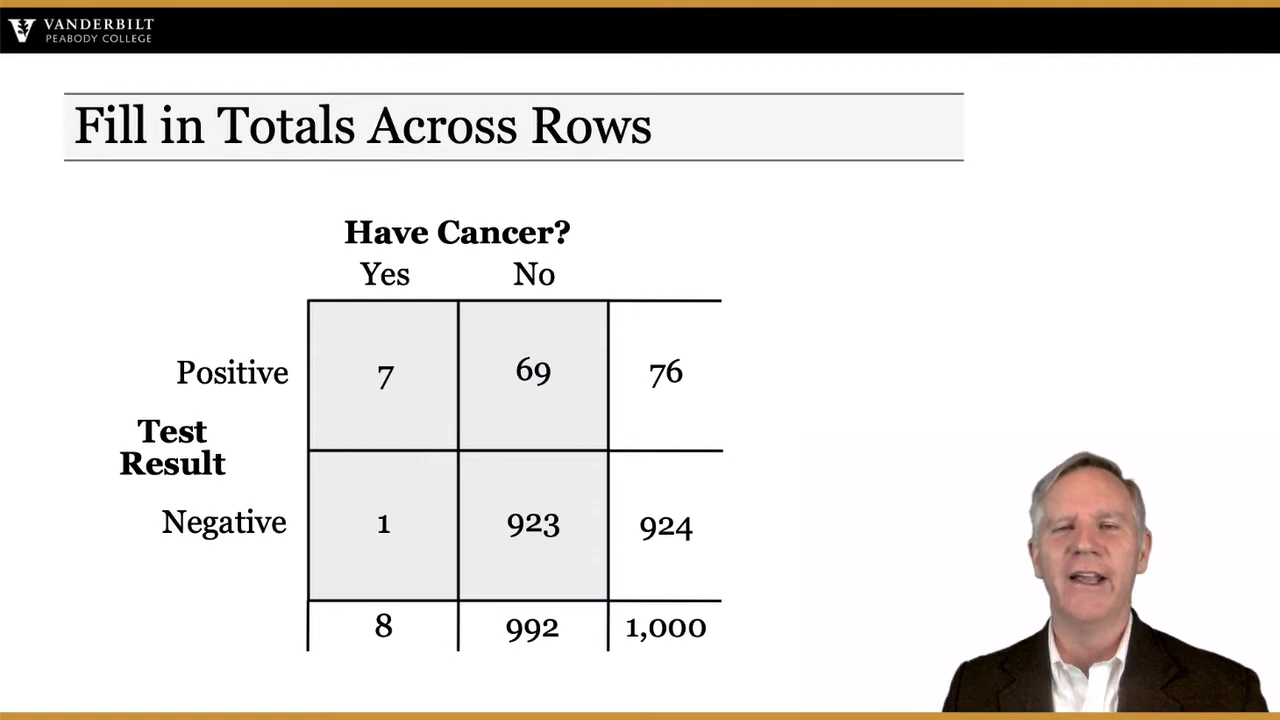 VANDERBILT
PEABODY COLLEGE
Fill in Totals Across Rows
Have Cancer?
Yes No
Positive 7 69 76
Test
Result
Negative 1 923 924
8 992 1,000